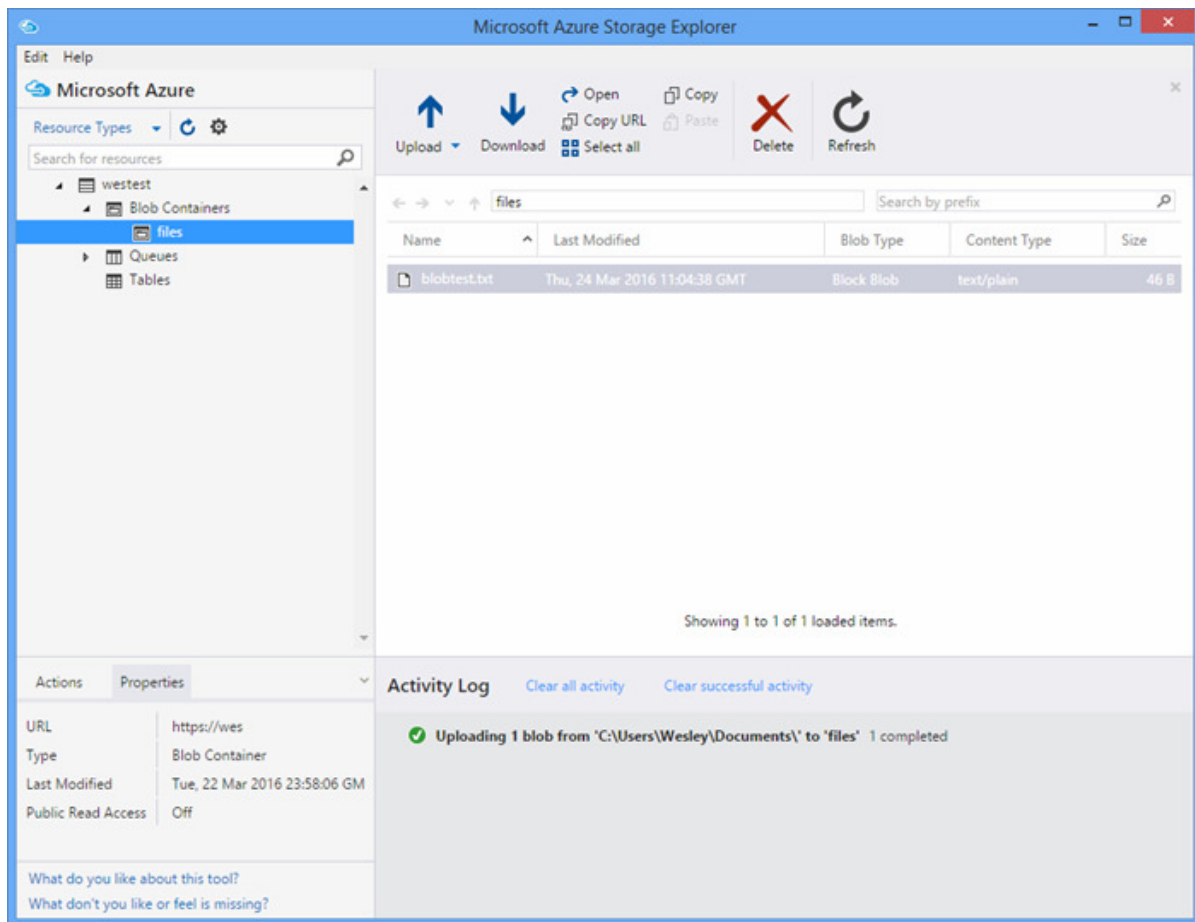 Microsoft Azure Storage Explorer
Edit Help
Microsoft Azure
Resource Types
Search for resources
westest
Blob Containers
files
Queues
Tables
Upload
Download
Open
Copy URL
Select all
Copy
Paste
Delete
Refresh
files
Search by prefix
Name Last Modified Blob Type Content Type Size
blobtest.txt Thu, 24 Mar 2016 11:04:38 GMT Block Blob text/plain 46 B
Showing 1 to 1 of 1 loaded items.
Actions Properties
URL https://wes
Type Blob Container
Last Modified Tue, 22 Mar 2016 23:58:06 GM
Public Read Access Off
What do you like about this tool?
What don't you like or feel is missing?
Activity Log Clear all activity Clear successful activity
Uploading 1 blob from 'C:\Users\Wesley\Documents\' to 'files' 1 completed